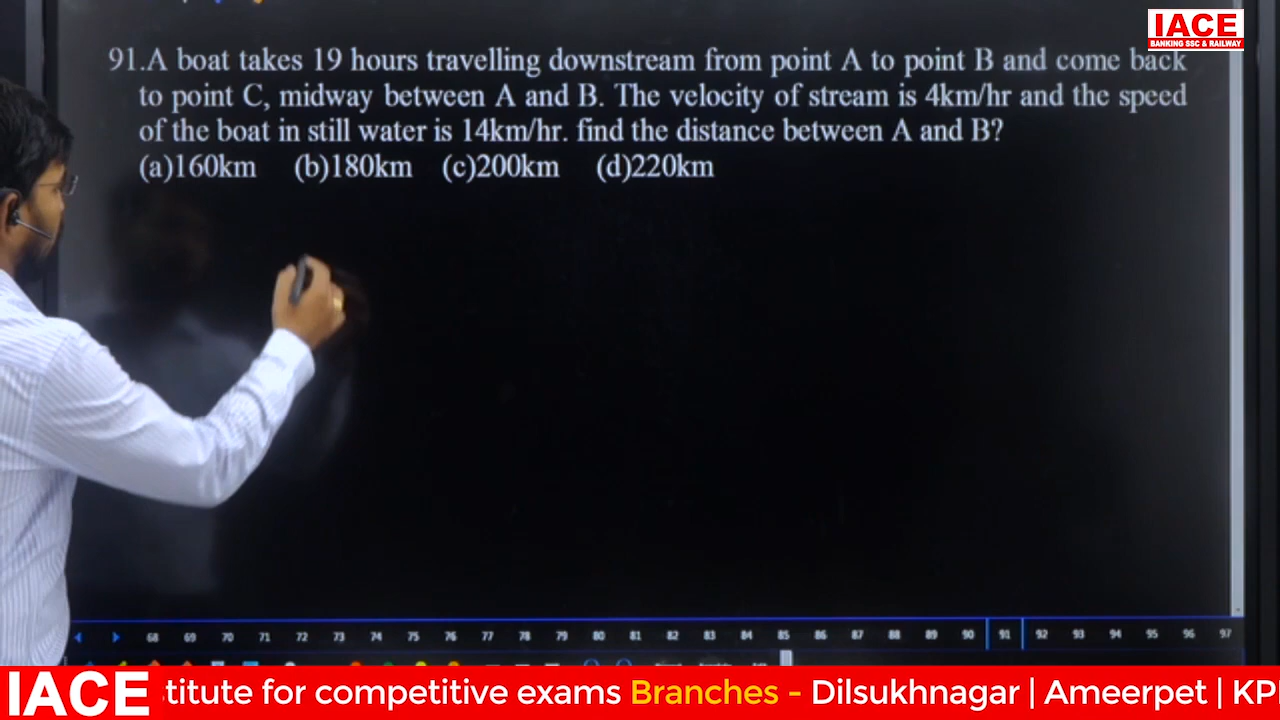 IACE
BANKING SSC & RAILWAY
91.A boat takes 19 hours travelling downstream from point A to point B and come back
to point C, midway between A and B. The velocity of stream is 4km/hr and the speed
of the boat in still water is 14km/hr. find the distance between A and B?
(a)160km (b)180km (c)200km (d)220km
68 69 70 71 72 73 74 75 76 77 78 79 80 81 82 83 84 85 86 87 88 89 90 91 92 93 94 95 96 97
IACE titute for competitive exams Branches - Dilsukhnagar | Ameerpet | KP